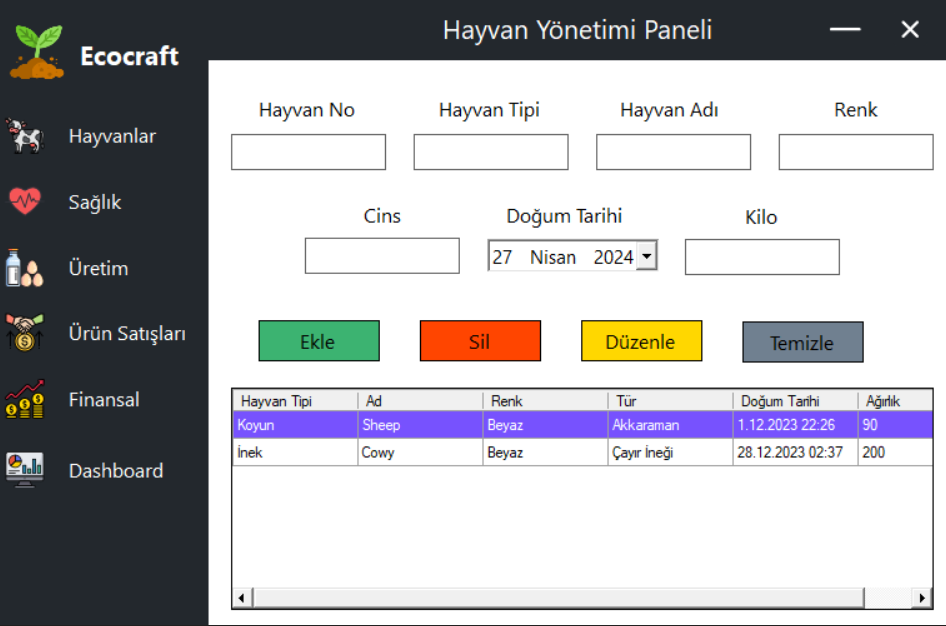 Ecocraft
Hayvan Yönetimi Paneli
Hayvanlar
Sağlık
Üretim
Ürün Satışları
Finansal
Dashboard
Hayvan No Hayvan Tipi Hayvan Adı Renk
Cins Doğum Tarihi Kilo
27 Nisan 2024
Ekle Sil Düzenle Temizle
Hayvan Tipi Ad Renk Tür Doğum Tarihi Ağırlık
Koyun Sheep Beyaz Akkaraman 1.12.2023 22:26 90
İnek Cowy Beyaz Çayır İneği 28.12.2023 02:37 200